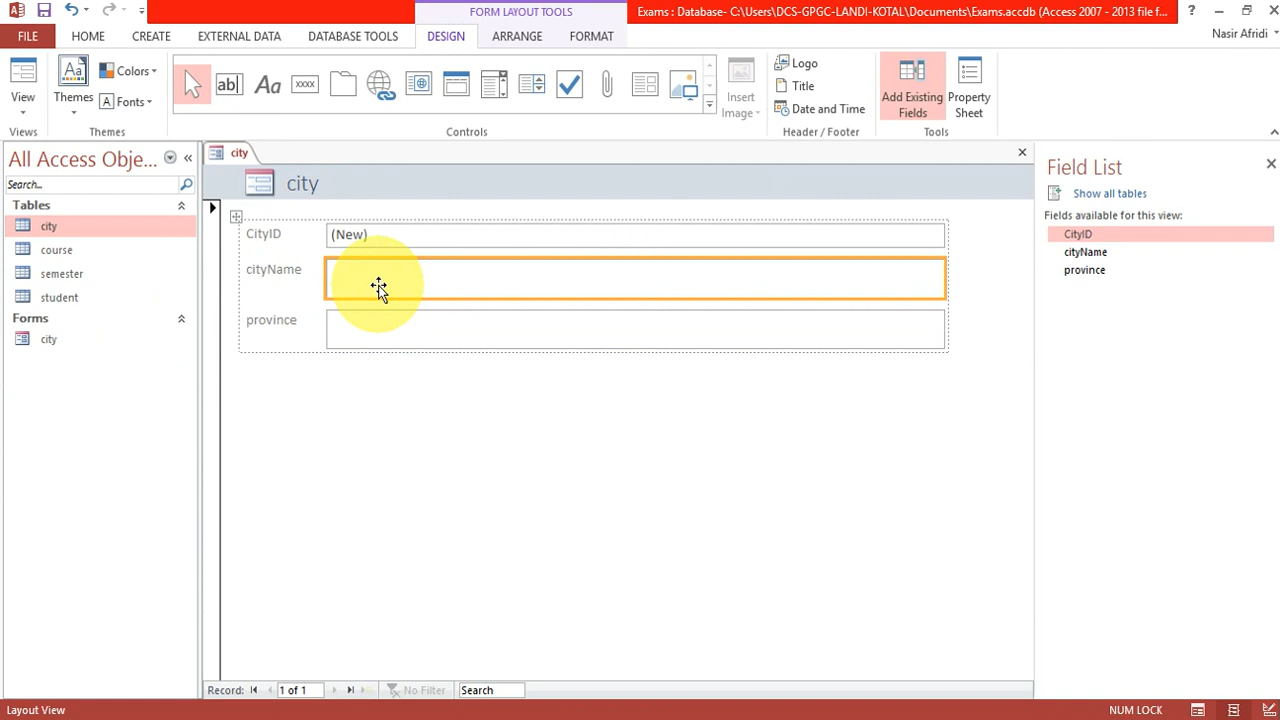 FORM LAYOUT TOOLS
Exams : Database- C:\Users\DCS-GPGC-LANDI-KOTAL\Documents\Exams.accdb (Access 2007 - 2013 file f...
FILE HOME CREATE EXTERNAL DATA DATABASE TOOLS DESIGN ARRANGE FORMAT Nasir Afridi
View
Views
Themes
Colors
Fonts
Themes
ab|
Aa
xxxx
Insert
Image
Controls
Logo
Title
Date and Time
Header / Footer
Add Existing
Fields
Property
Sheet
Tools
All Access Obje...
Search...
Tables
city
course
semester
student
Forms
city
city
city
CityID (New)
cityName
province
Field List
Show all tables
Fields available for this view:
CityID
cityName
province
Record: 1 of 1 No Filter Search
Layout View NUM LOCK